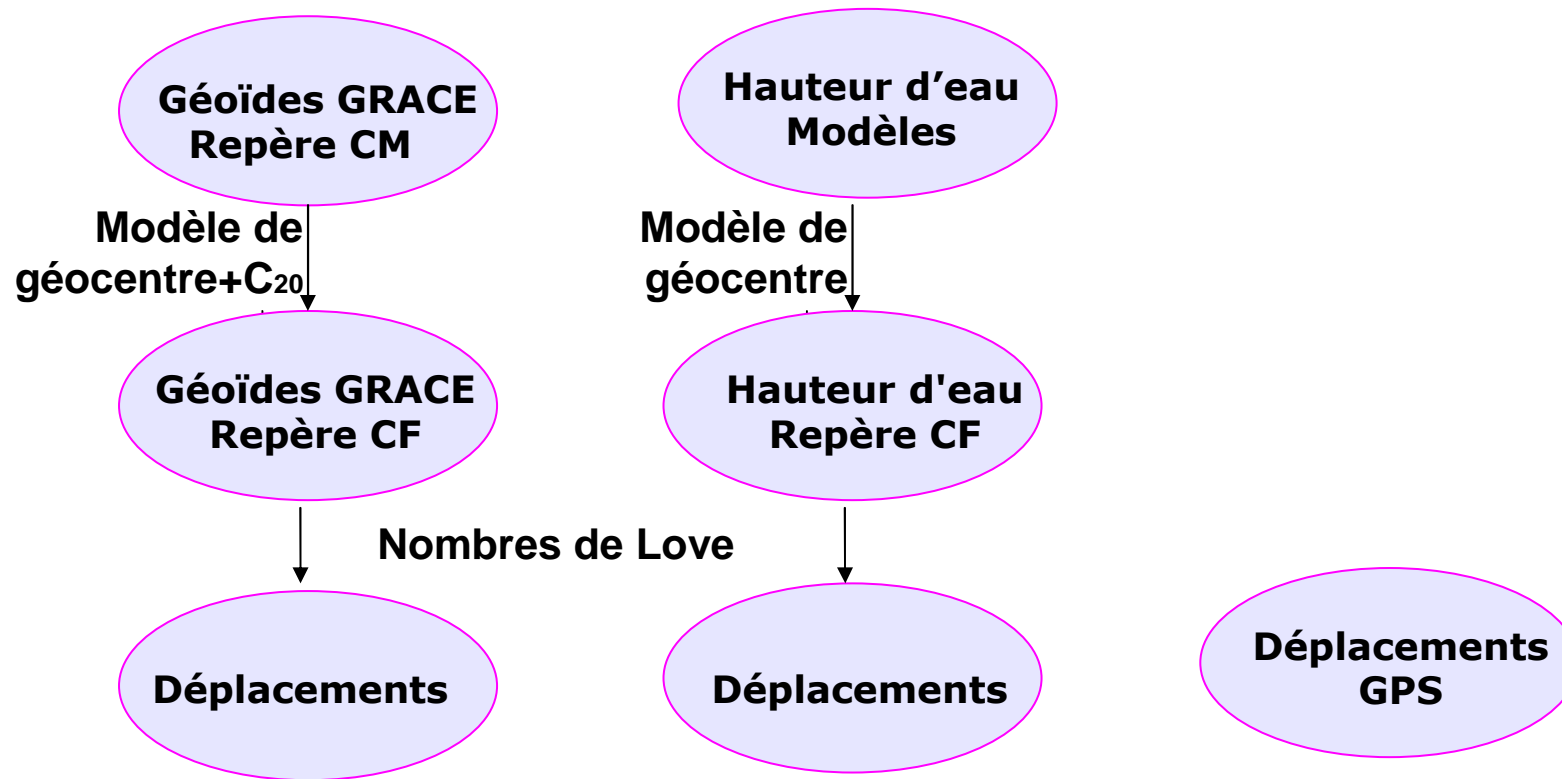 Géoïdes GRACE
Repère CM
Hauteur d’eau
Modèles
Modèle de
géocentre+C20
Modèle de
géocentre
Géoïdes GRACE
Repère CF
Hauteur d'eau
Repère CF
Nombres de Love
Déplacements
Déplacements
Déplacements
GPS